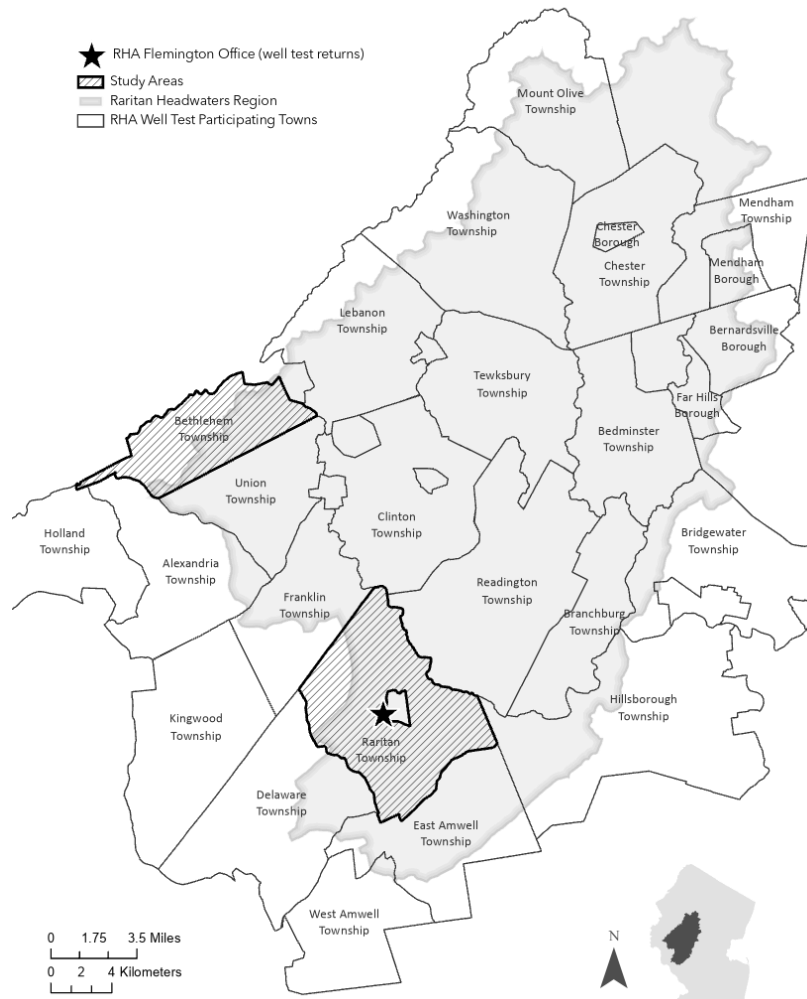 RHA Flemington Office (well test returns)
Study Areas
Raritan Headwaters Region
RHA Well Test Participating Towns
Mount Olive
Township
Mendham
Township
Washington
Township
Chester
Borough
Chester
Township
Mendham
Borough
Lebanon
Township
Bernardsville
Borough
Tewksbury
Township
Far Hills
Borough
Bethlehem
Township
Bedminster
Township
Union
Township
Clinton
Township
Holland
Township
Bridgewater
Township
Alexandria
Township
Readington
Township
Franklin
Township
Branchburg
Township
Hillsborough
Township
Kingwood
Township
Raritan
Township
Delaware
Township
East Amwell
Township
West Amwell
Township
0 1.75 3.5 Miles
0 2 4 Kilometers
N